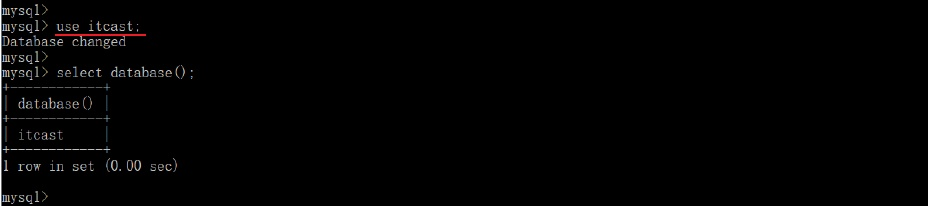 mysql>
mysql> use itcast;
Database changed
mysql>
mysql> select database();
+------------+
| database() |
+------------+
| itcast     |
+------------+
1 row in set (0.00 sec)
mysql>